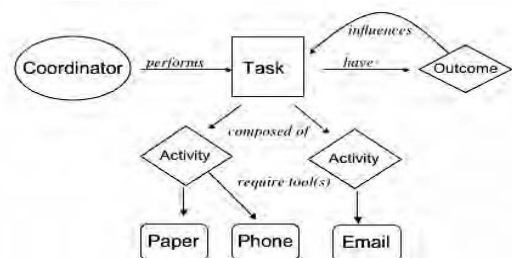 influences
Coordinator performs Task have Outcome
composed of
Activity Activity
require tool(s)
Paper Phone Email